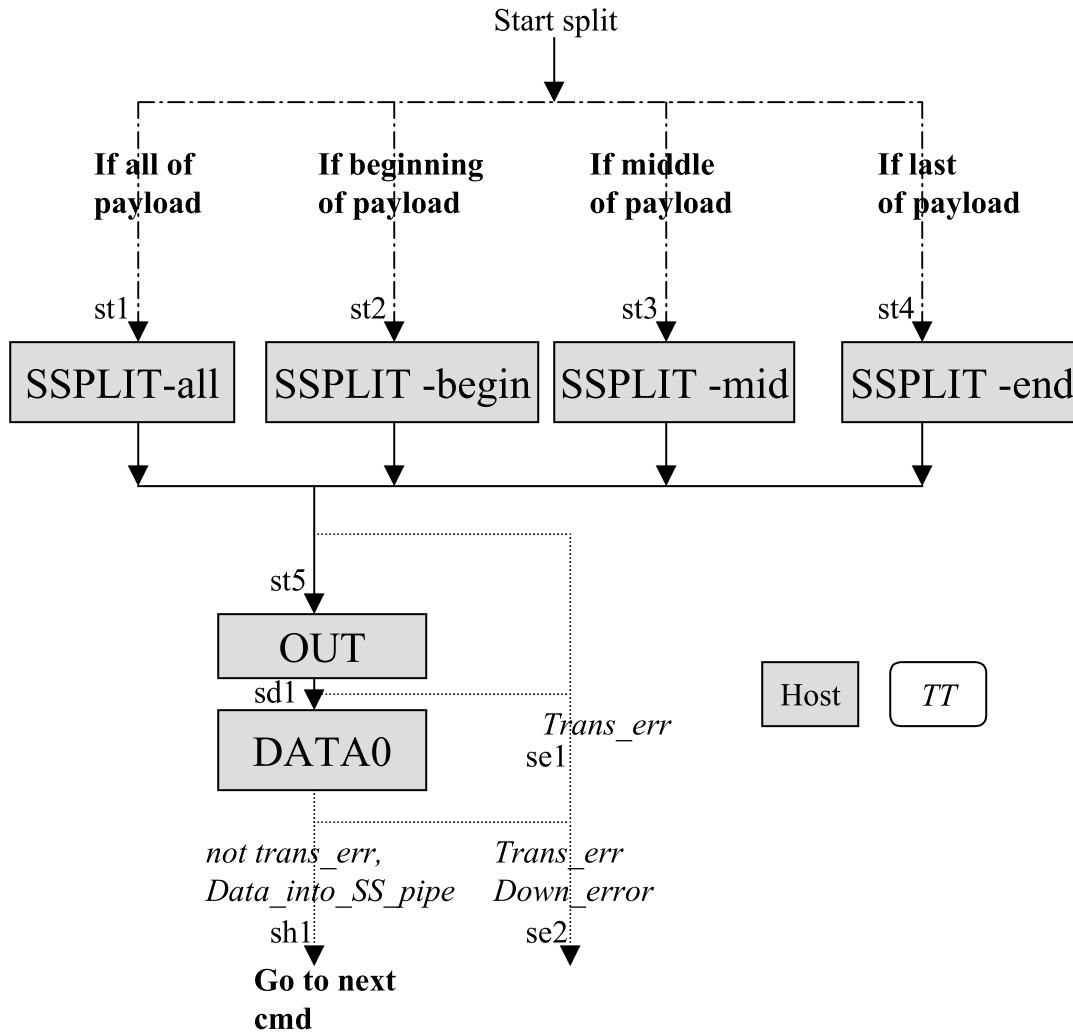 Start split
If all of
payload
If beginning
of payload
If middle
of payload
If last
of payload
st1
st2
st3
st4
SSPLIT-all
SSPLIT -begin
SSPLIT -mid
SSPLIT -end
st5
OUT
sd1
DATA0
Trans_err
se1
Host
TT
not trans_err,
Data_into_SS_pipe
sh1
Trans_err
Down_error
se2
Go to next
cmd